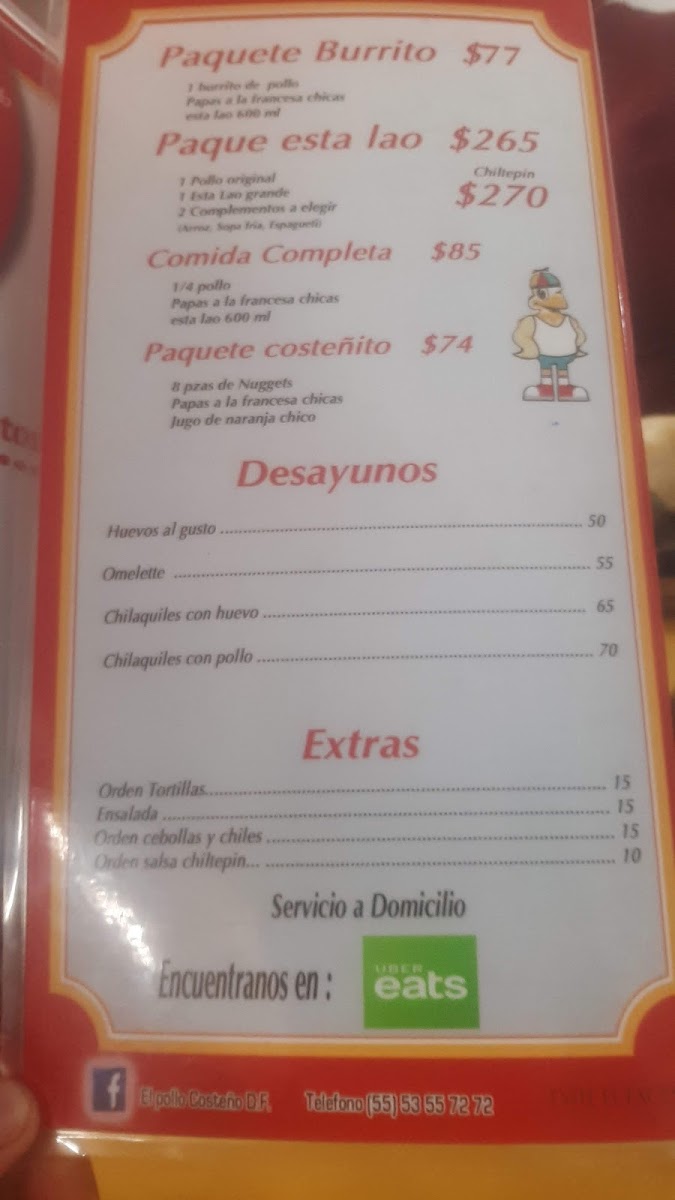 Paquete Burrito $77
1 burrito de pollo
Papas a la francesa chicas
esta lao 600 ml
Paque esta lao $265
Chiltepin
$270
1 Pollo original
1 Esta Lao grande
2 Complementos a elegir
(Arroz, Sopa fria, Espagueti)
Comida Completa $85
1/4 pollo
Papas a la francesa chicas
esta lao 600 ml
Paquete costeñito $74
8 pzas de Nuggets
Papas a la francesa chicas
Jugo de naranja chico
Desayunos
Huevos al gusto 50
Omelette 55
Chilaquiles con huevo 65
Chilaquiles con pollo 70
Extras
Orden Tortillas 15
Ensalada 15
Orden cebollas y chiles 15
Orden salsa chiltepin... 10
Servicio a Domicilio
Encuentranos en :
UBER
eats
f El pollo Costeño D.F. Telefono (55) 53 55 72 72